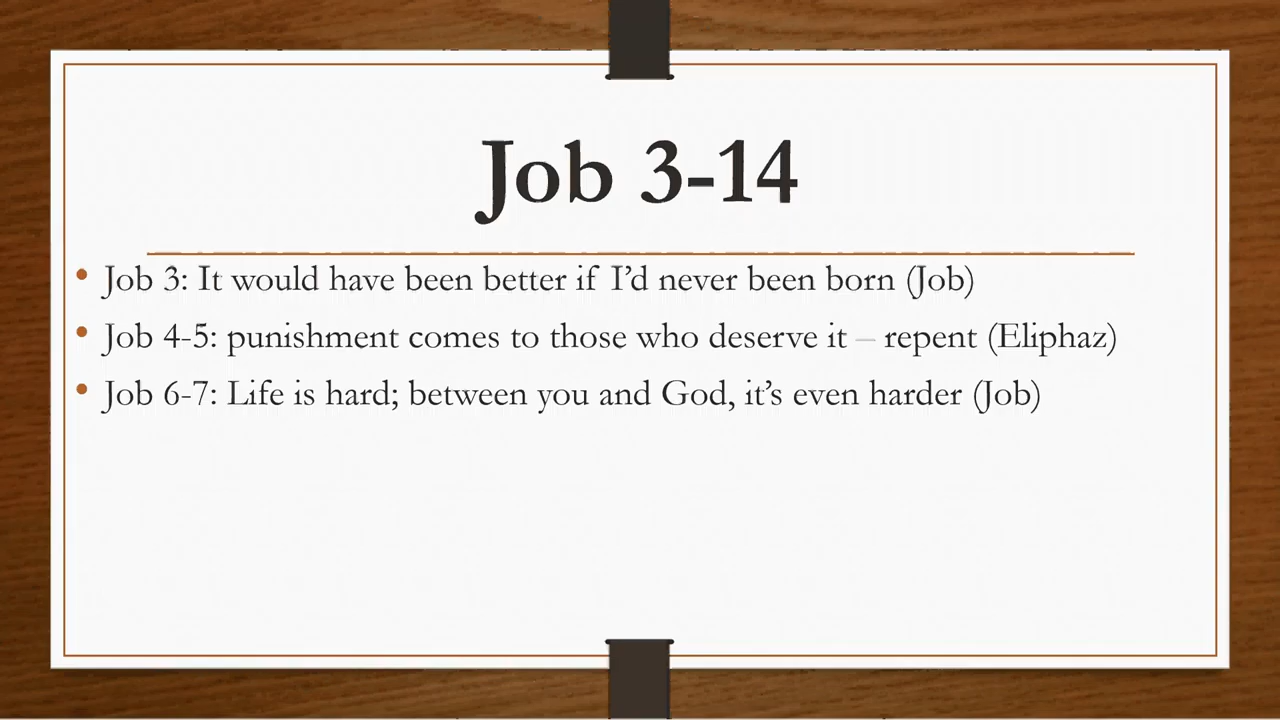 Job 3-14
• Job 3: It would have been better if I’d never been born (Job)
• Job 4-5: punishment comes to those who deserve it – repent (Eliphaz)
• Job 6-7: Life is hard; between you and God, it’s even harder (Job)